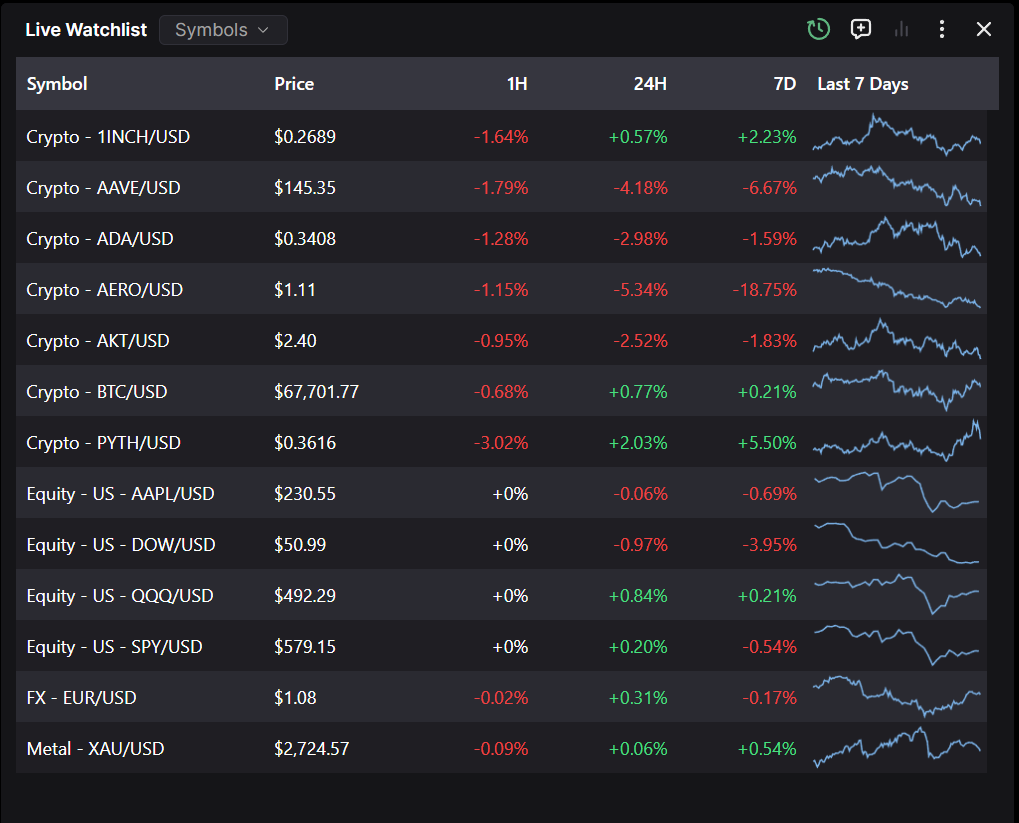 Live Watchlist Symbols
Symbol Price 1H 24H 7D Last 7 Days
Crypto - 1INCH/USD $0.2689 -1.64% +0.57% +2.23%
Crypto - AAVE/USD $145.35 -1.79% -4.18% -6.67%
Crypto - ADA/USD $0.3408 -1.28% -2.98% -1.59%
Crypto - AERO/USD $1.11 -1.15% -5.34% -18.75%
Crypto - AKT/USD $2.40 -0.95% -2.52% -1.83%
Crypto - BTC/USD $67,701.77 -0.68% +0.77% +0.21%
Crypto - PYTH/USD $0.3616 -3.02% +2.03% +5.50%
Equity - US - AAPL/USD $230.55 +0% -0.06% -0.69%
Equity - US - DOW/USD $50.99 +0% -0.97% -3.95%
Equity - US - QQQ/USD $492.29 +0% +0.84% +0.21%
Equity - US - SPY/USD $579.15 +0% +0.20% -0.54%
FX - EUR/USD $1.08 -0.02% +0.31% -0.17%
Metal - XAU/USD $2,724.57 -0.09% +0.06% +0.54%